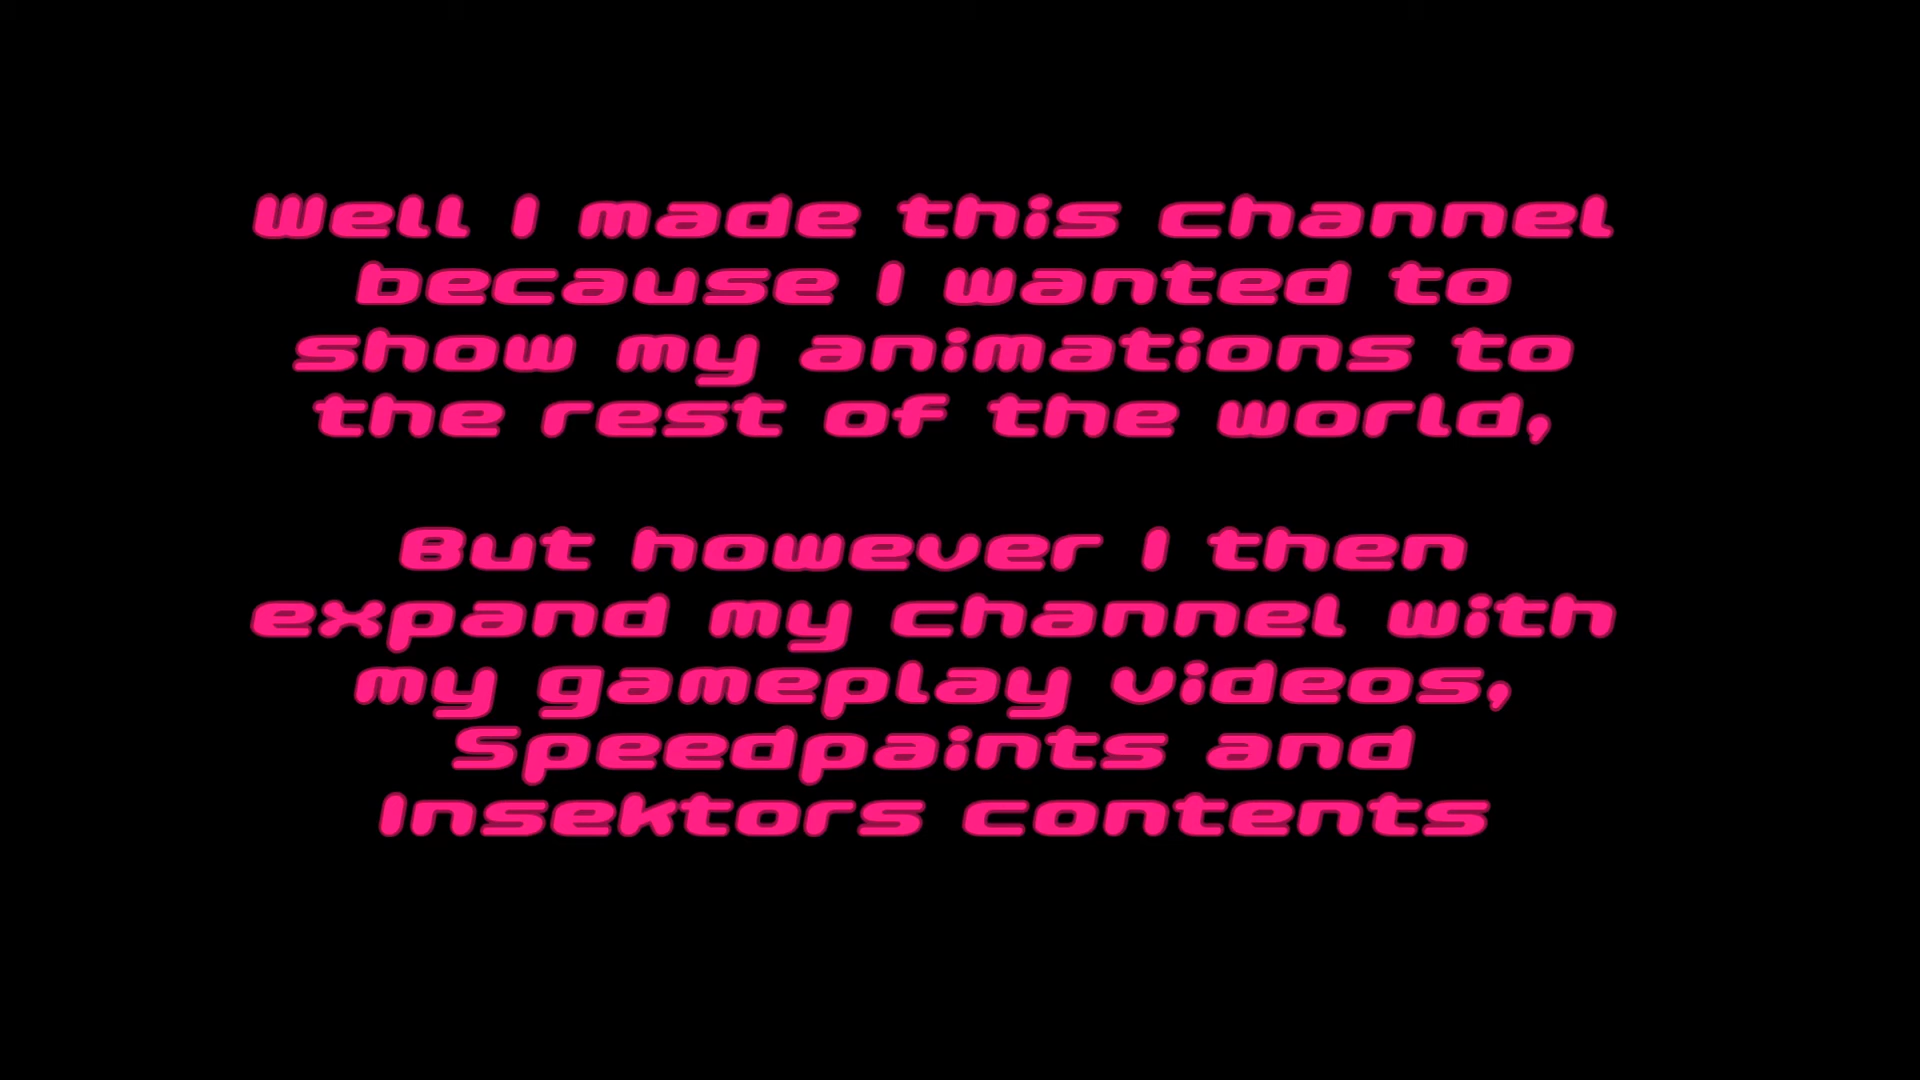 Well I made this channel
because I wanted to
show my animations to
the rest of the world,
But however I then
expand my channel with
my gameplay videos,
Speedpaints and
Insektors contents